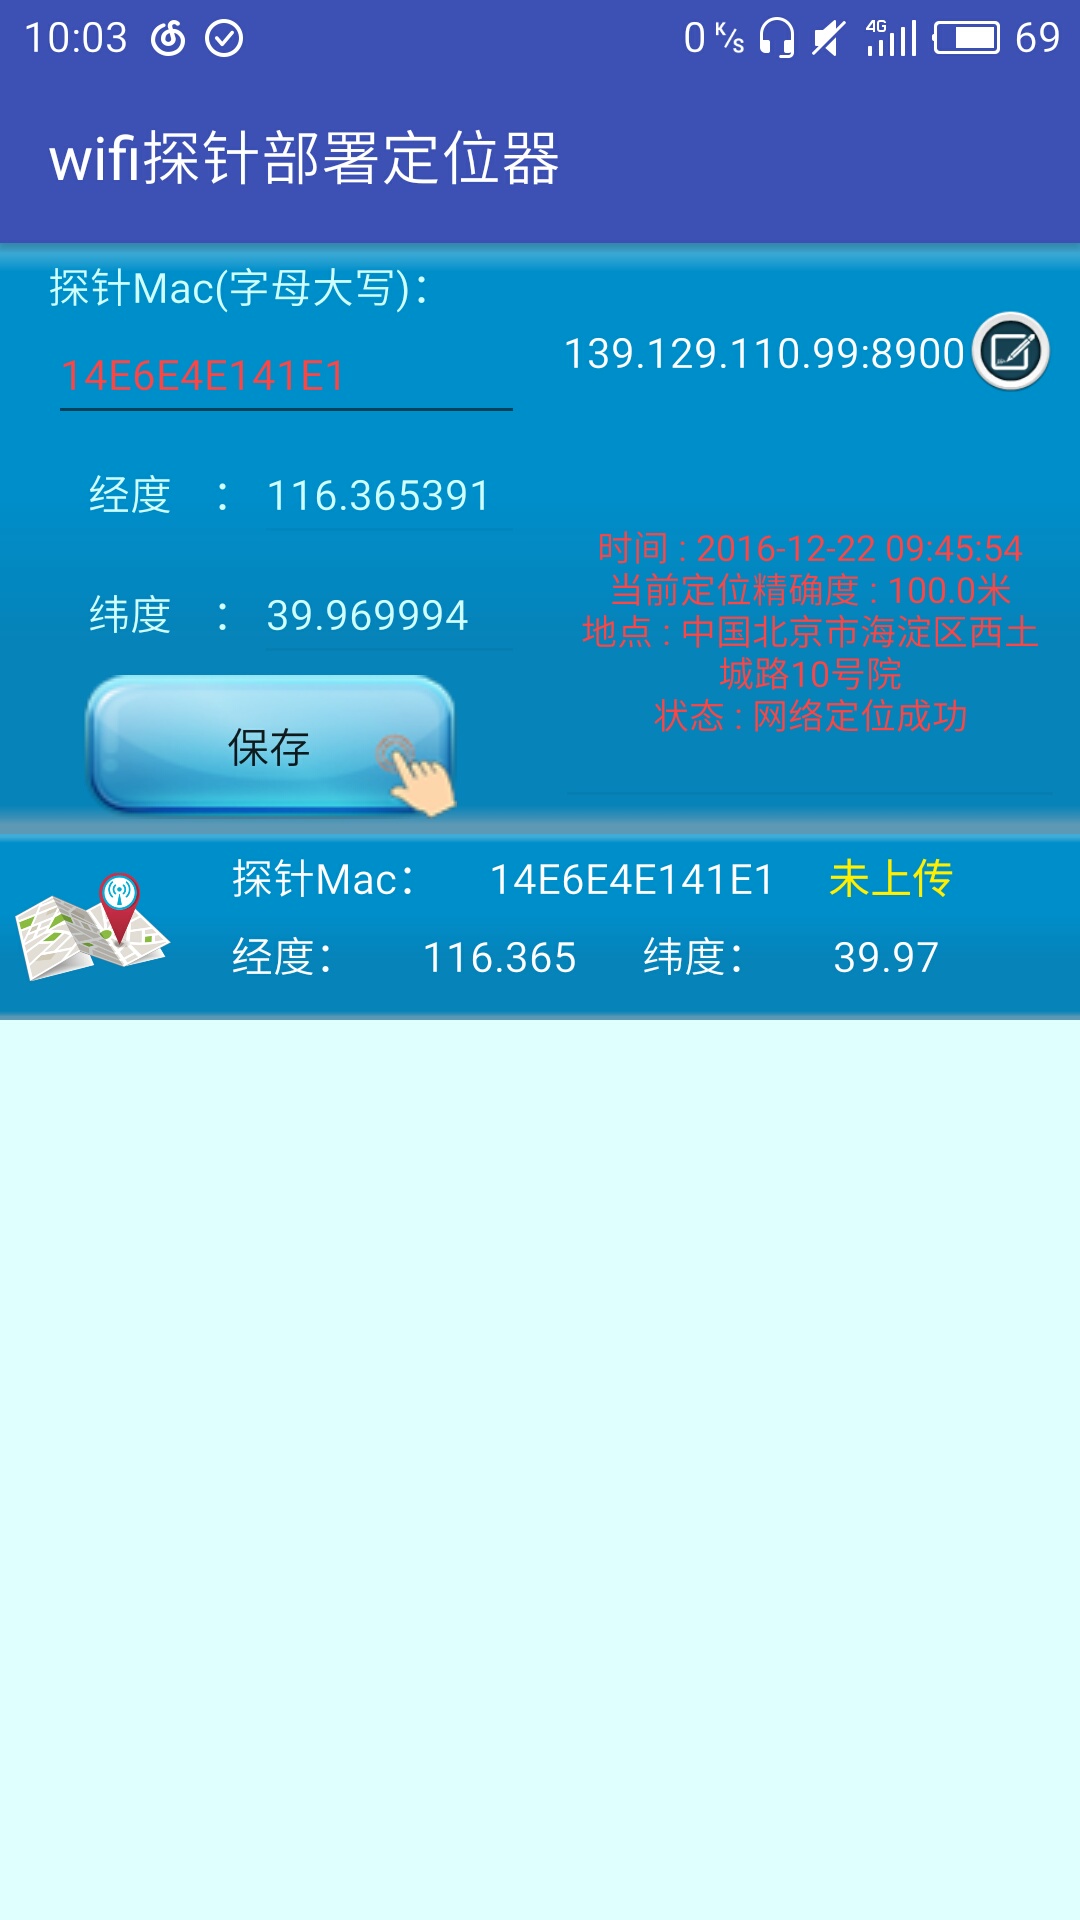 10:03 0 K/s 4G 69
wifi探针部署定位器
探针Mac(字母大写)：
139.129.110.99:8900
14E6E4E141E1
经度 ： 116.365391
纬度 ： 39.969994
时间 : 2016-12-22 09:45:54
当前定位精确度 : 100.0米
地点 : 中国北京市海淀区西土
城路10号院
状态 : 网络定位成功
保存
探针Mac： 14E6E4E141E1 未上传
经度： 116.365 纬度： 39.97